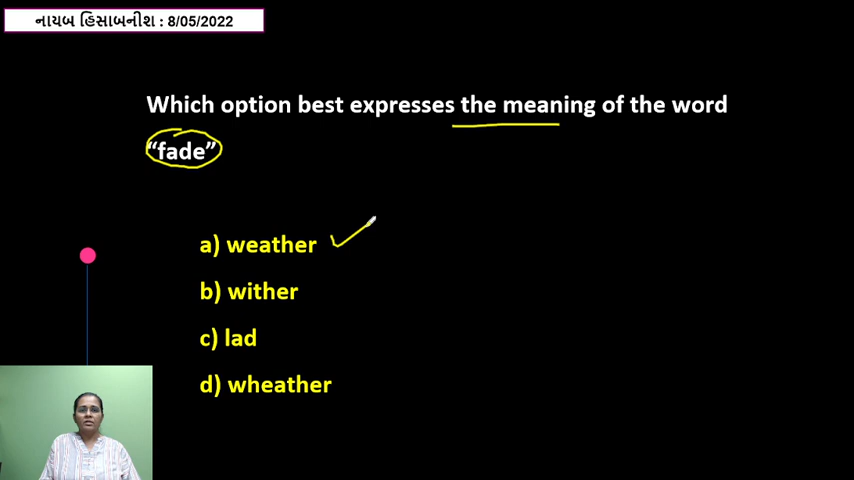 નાયબ હિસાબનીશ : 8/05/2022
Which option best expresses the meaning of the word
“fade”
a) weather
b) wither
c) lad
d) wheather